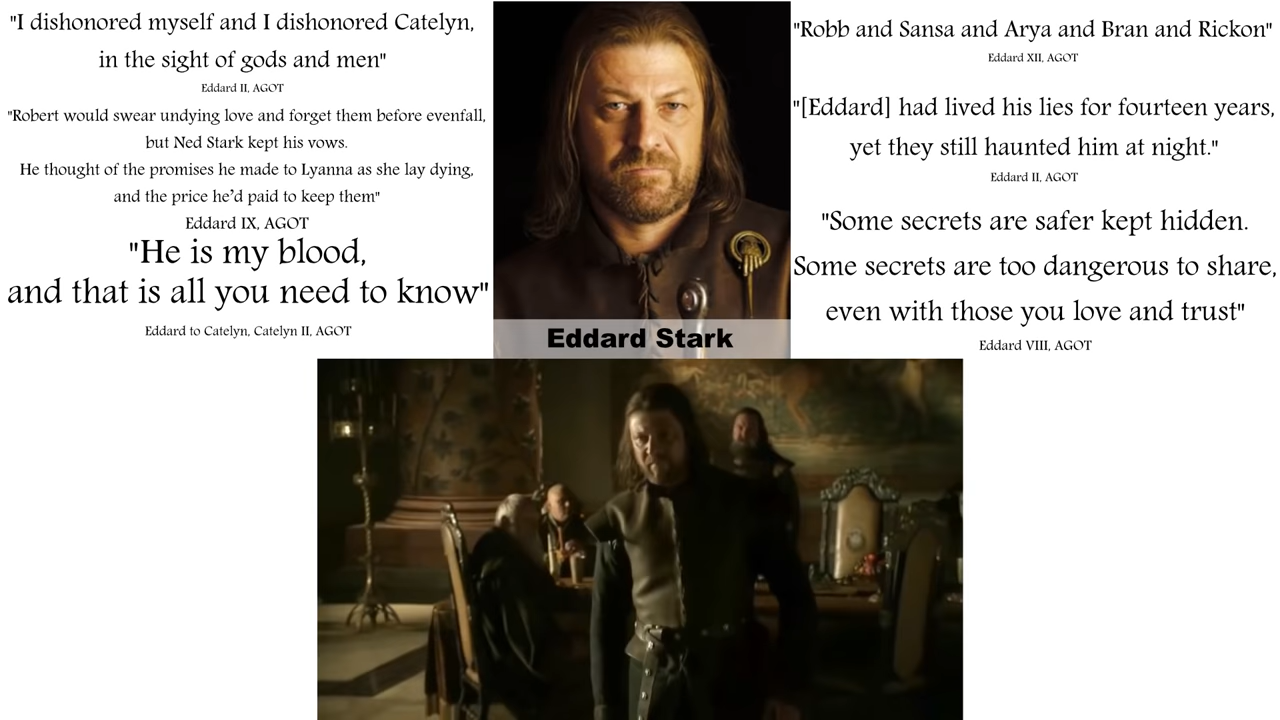 "I dishonored myself and I dishonored Catelyn,
in the sight of gods and men"
Eddard II, AGOT
"Robert would swear undying love and forget them before evenfall,
but Ned Stark kept his vows.
He thought of the promises he made to Lyanna as she lay dying,
and the price he’d paid to keep them"
Eddard IX, AGOT
"He is my blood,
and that is all you need to know"
Eddard to Catelyn, Catelyn II, AGOT
Eddard Stark
"Robb and Sansa and Arya and Bran and Rickon"
Eddard XII, AGOT
"[Eddard] had lived his lies for fourteen years,
yet they still haunted him at night."
Eddard II, AGOT
"Some secrets are safer kept hidden.
Some secrets are too dangerous to share,
even with those you love and trust"
Eddard VIII, AGOT